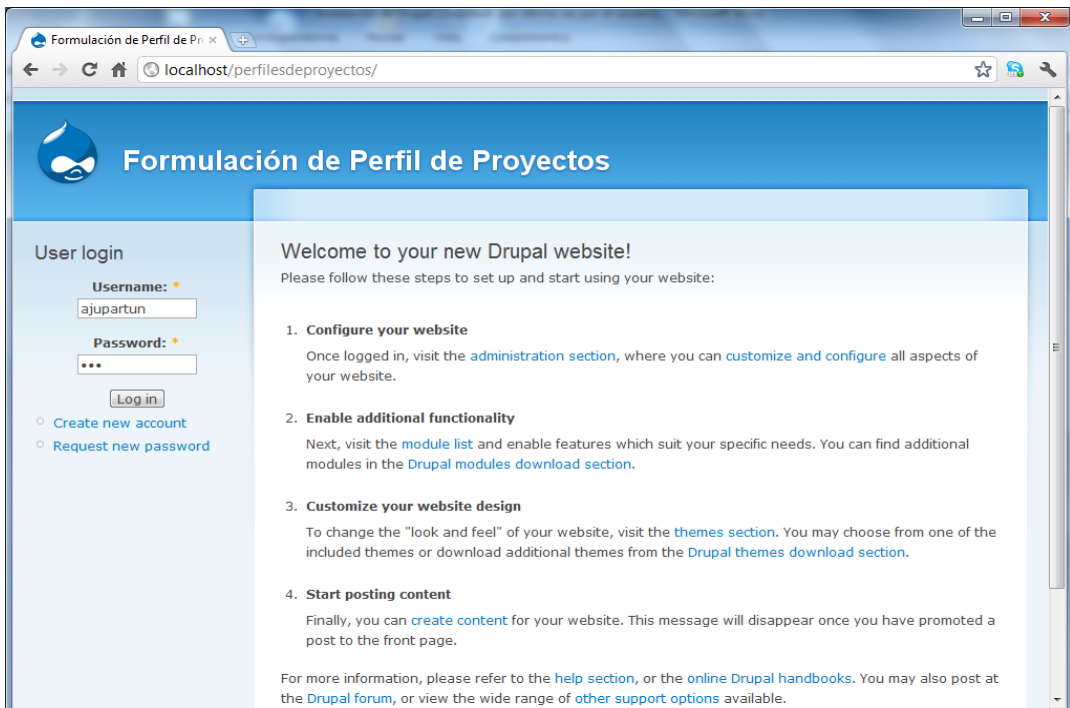 Formulación de Perfil de Pr
localhost/perfilesdeproyectos/
Formulación de Perfil de Proyectos
User login
Username: *
ajupartun
Password: *
•••
Log in
Create new account
Request new password
Welcome to your new Drupal website!
Please follow these steps to set up and start using your website:
1. Configure your website
Once logged in, visit the administration section, where you can customize and configure all aspects of
your website.
2. Enable additional functionality
Next, visit the module list and enable features which suit your specific needs. You can find additional
modules in the Drupal modules download section.
3. Customize your website design
To change the "look and feel" of your website, visit the themes section. You may choose from one of the
included themes or download additional themes from the Drupal themes download section.
4. Start posting content
Finally, you can create content for your website. This message will disappear once you have promoted a
post to the front page.
For more information, please refer to the help section, or the online Drupal handbooks. You may also post at
the Drupal forum, or view the wide range of other support options available.